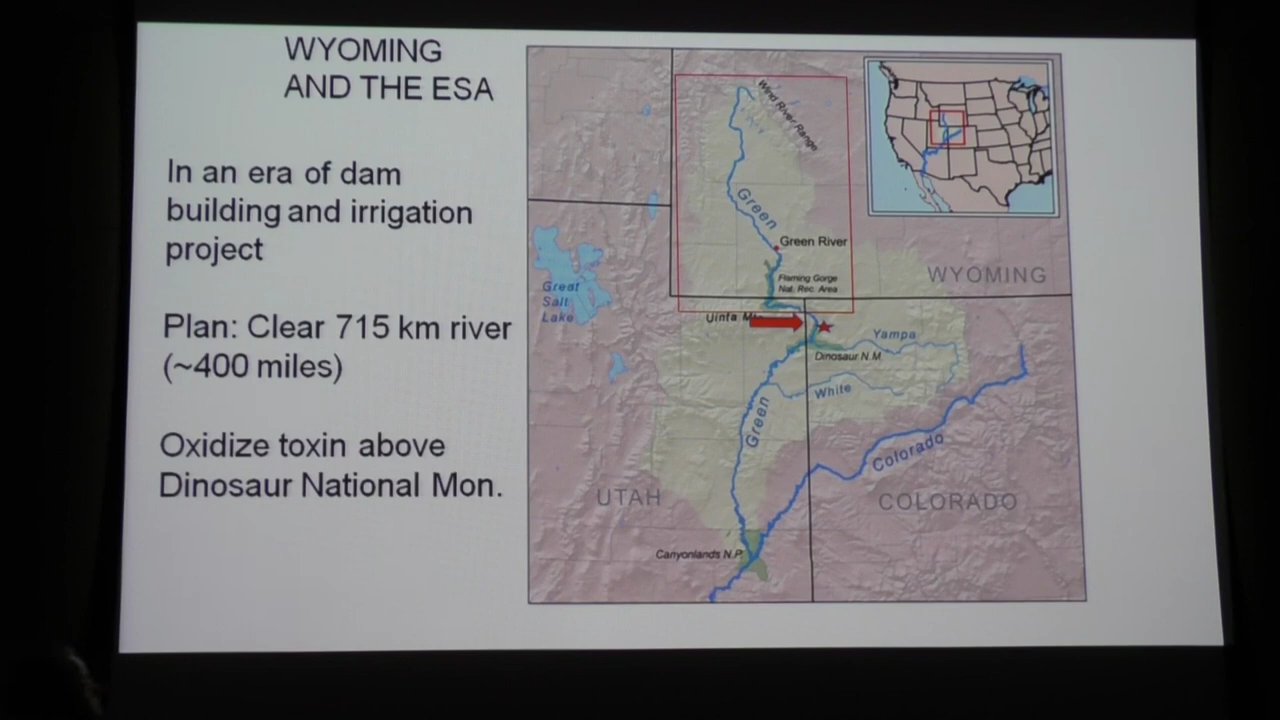 WYOMING
AND THE ESA
In an era of dam
building and irrigation
project
Plan: Clear 715 km river
(~400 miles)
Oxidize toxin above
Dinosaur National Mon.
Wind River Range
Green
Green River
Flaming Gorge
Nat. Rec. Area
WYOMING
Great
Salt
Lake
Uinta
Yampa
Dinosaur N.M.
White
Green
Colorado
UTAH
COLORADO
Canyonlands N.P.